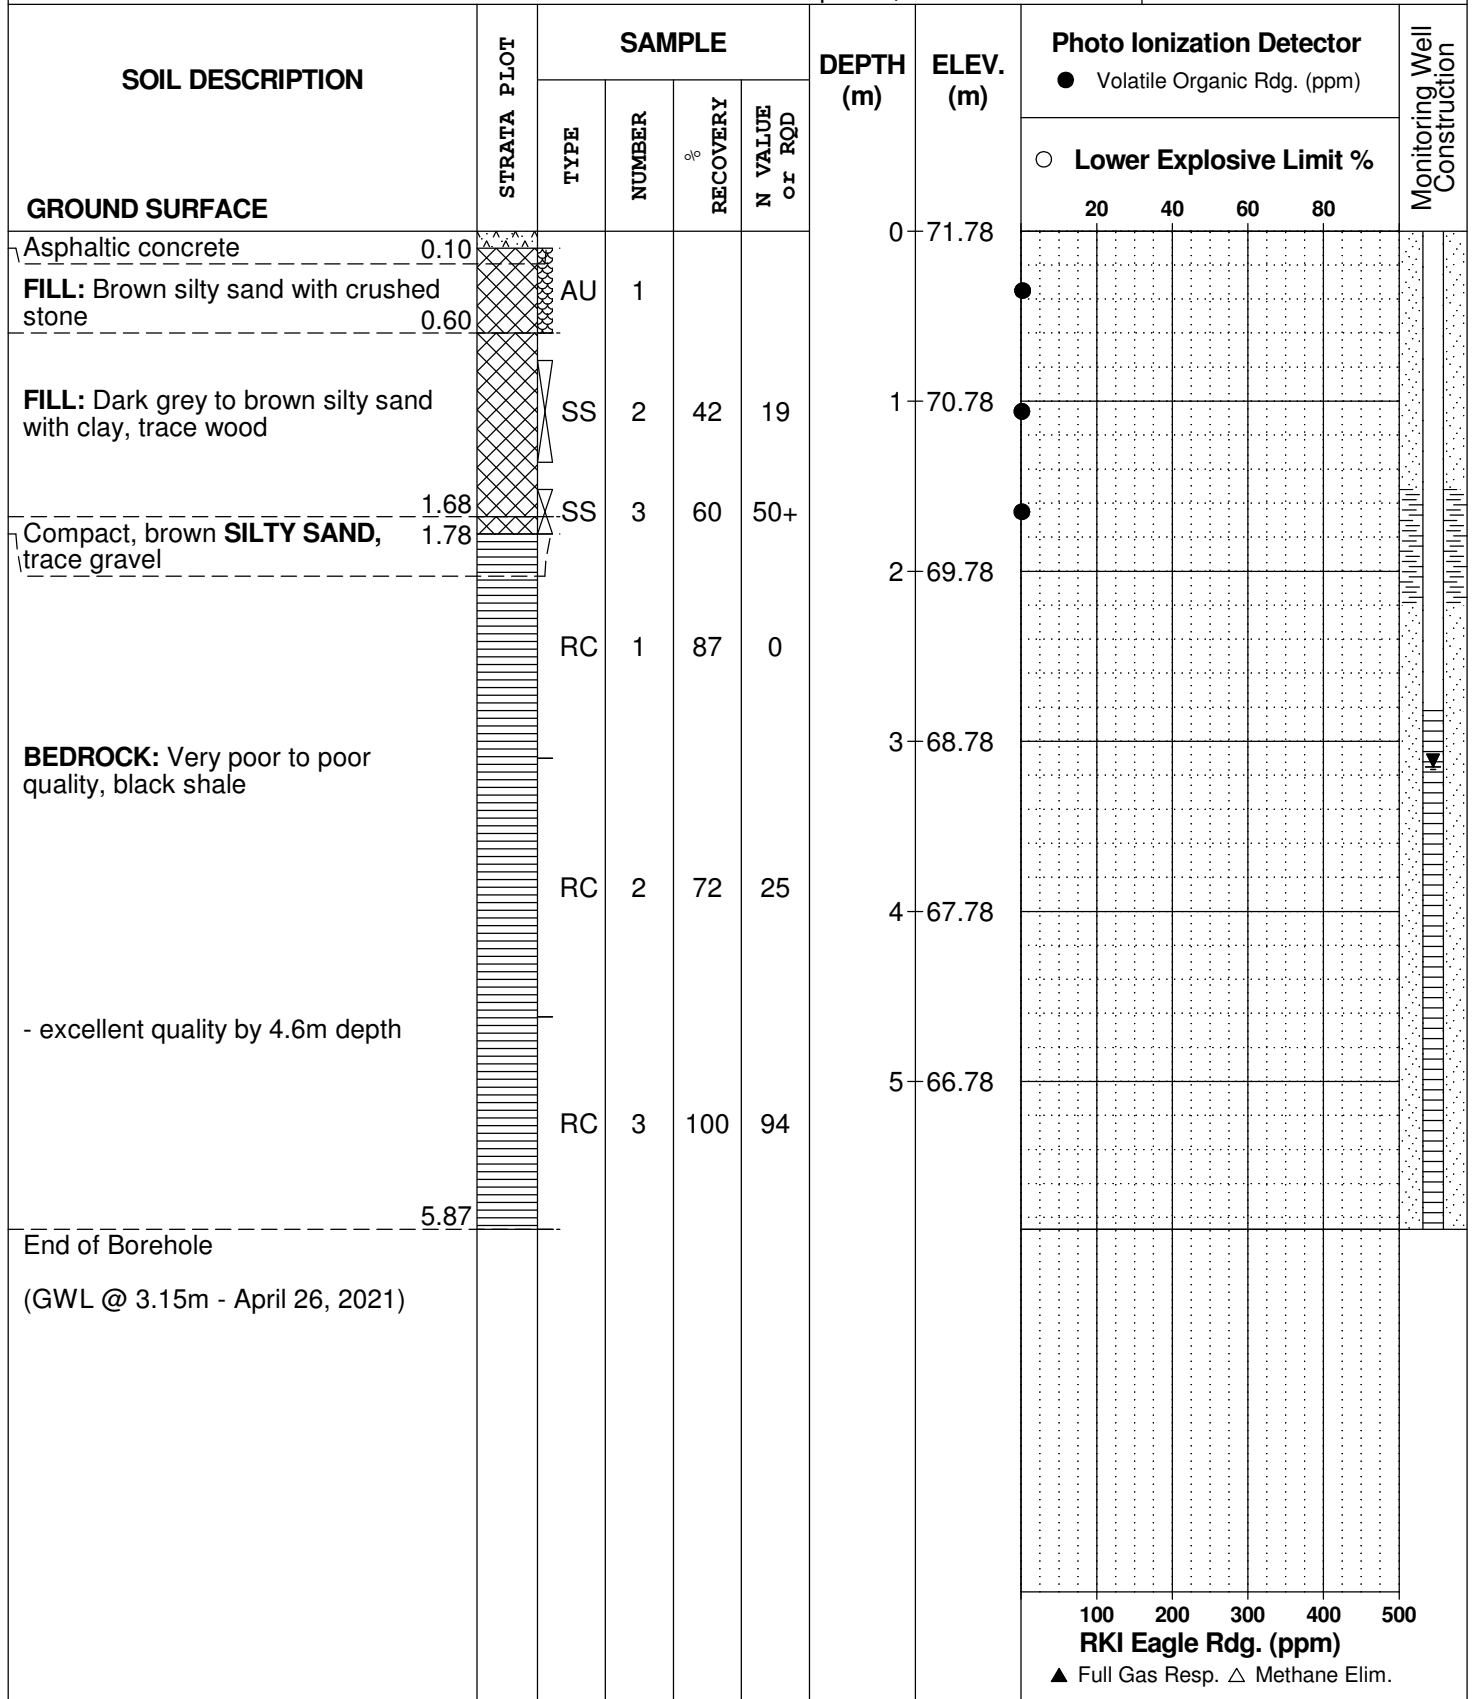 SOIL DESCRIPTION
GROUND SURFACE
STRATA PLOT
SAMPLE
TYPE
NUMBER
%
RECOVERY
N VALUE
or RQD
DEPTH
(m)
ELEV.
(m)
Photo Ionization Detector
● Volatile Organic Rdg. (ppm)
○ Lower Explosive Limit %
20 40 60 80
Monitoring Well
Construction
0 71.78
Asphaltic concrete 0.10
FILL: Brown silty sand with crushed
stone 0.60
AU 1
FILL: Dark grey to brown silty sand
with clay, trace wood
SS 2 42 19
1 70.78
1.68
SS 3 60 50+
Compact, brown SILTY SAND, 1.78
trace gravel
2 69.78
RC 1 87 0
BEDROCK: Very poor to poor
quality, black shale
3 68.78
RC 2 72 25
4 67.78
- excellent quality by 4.6m depth
5 66.78
RC 3 100 94
5.87
End of Borehole
(GWL @ 3.15m - April 26, 2021)
100 200 300 400 500
RKI Eagle Rdg. (ppm)
▲ Full Gas Resp. △ Methane Elim.